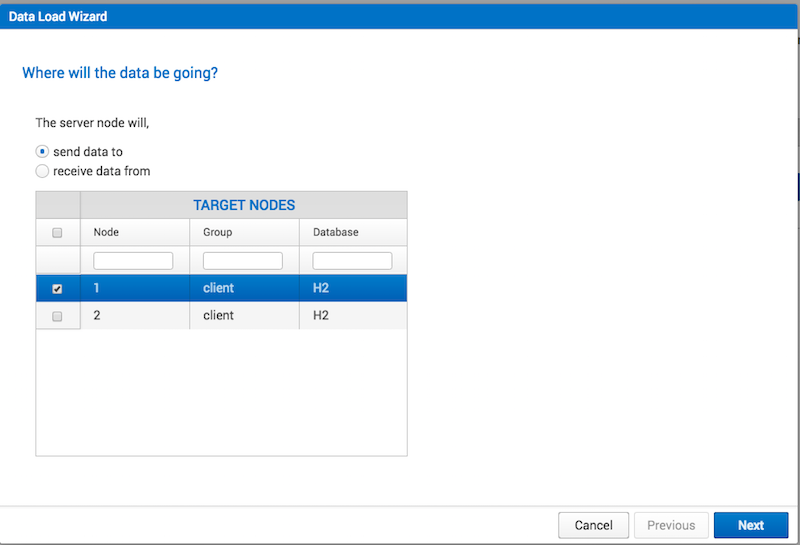 Data Load Wizard
Where will the data be going?
The server node will,
send data to
receive data from
TARGET NODES
Node Group Database
1 client H2
2 client H2
Cancel Previous Next